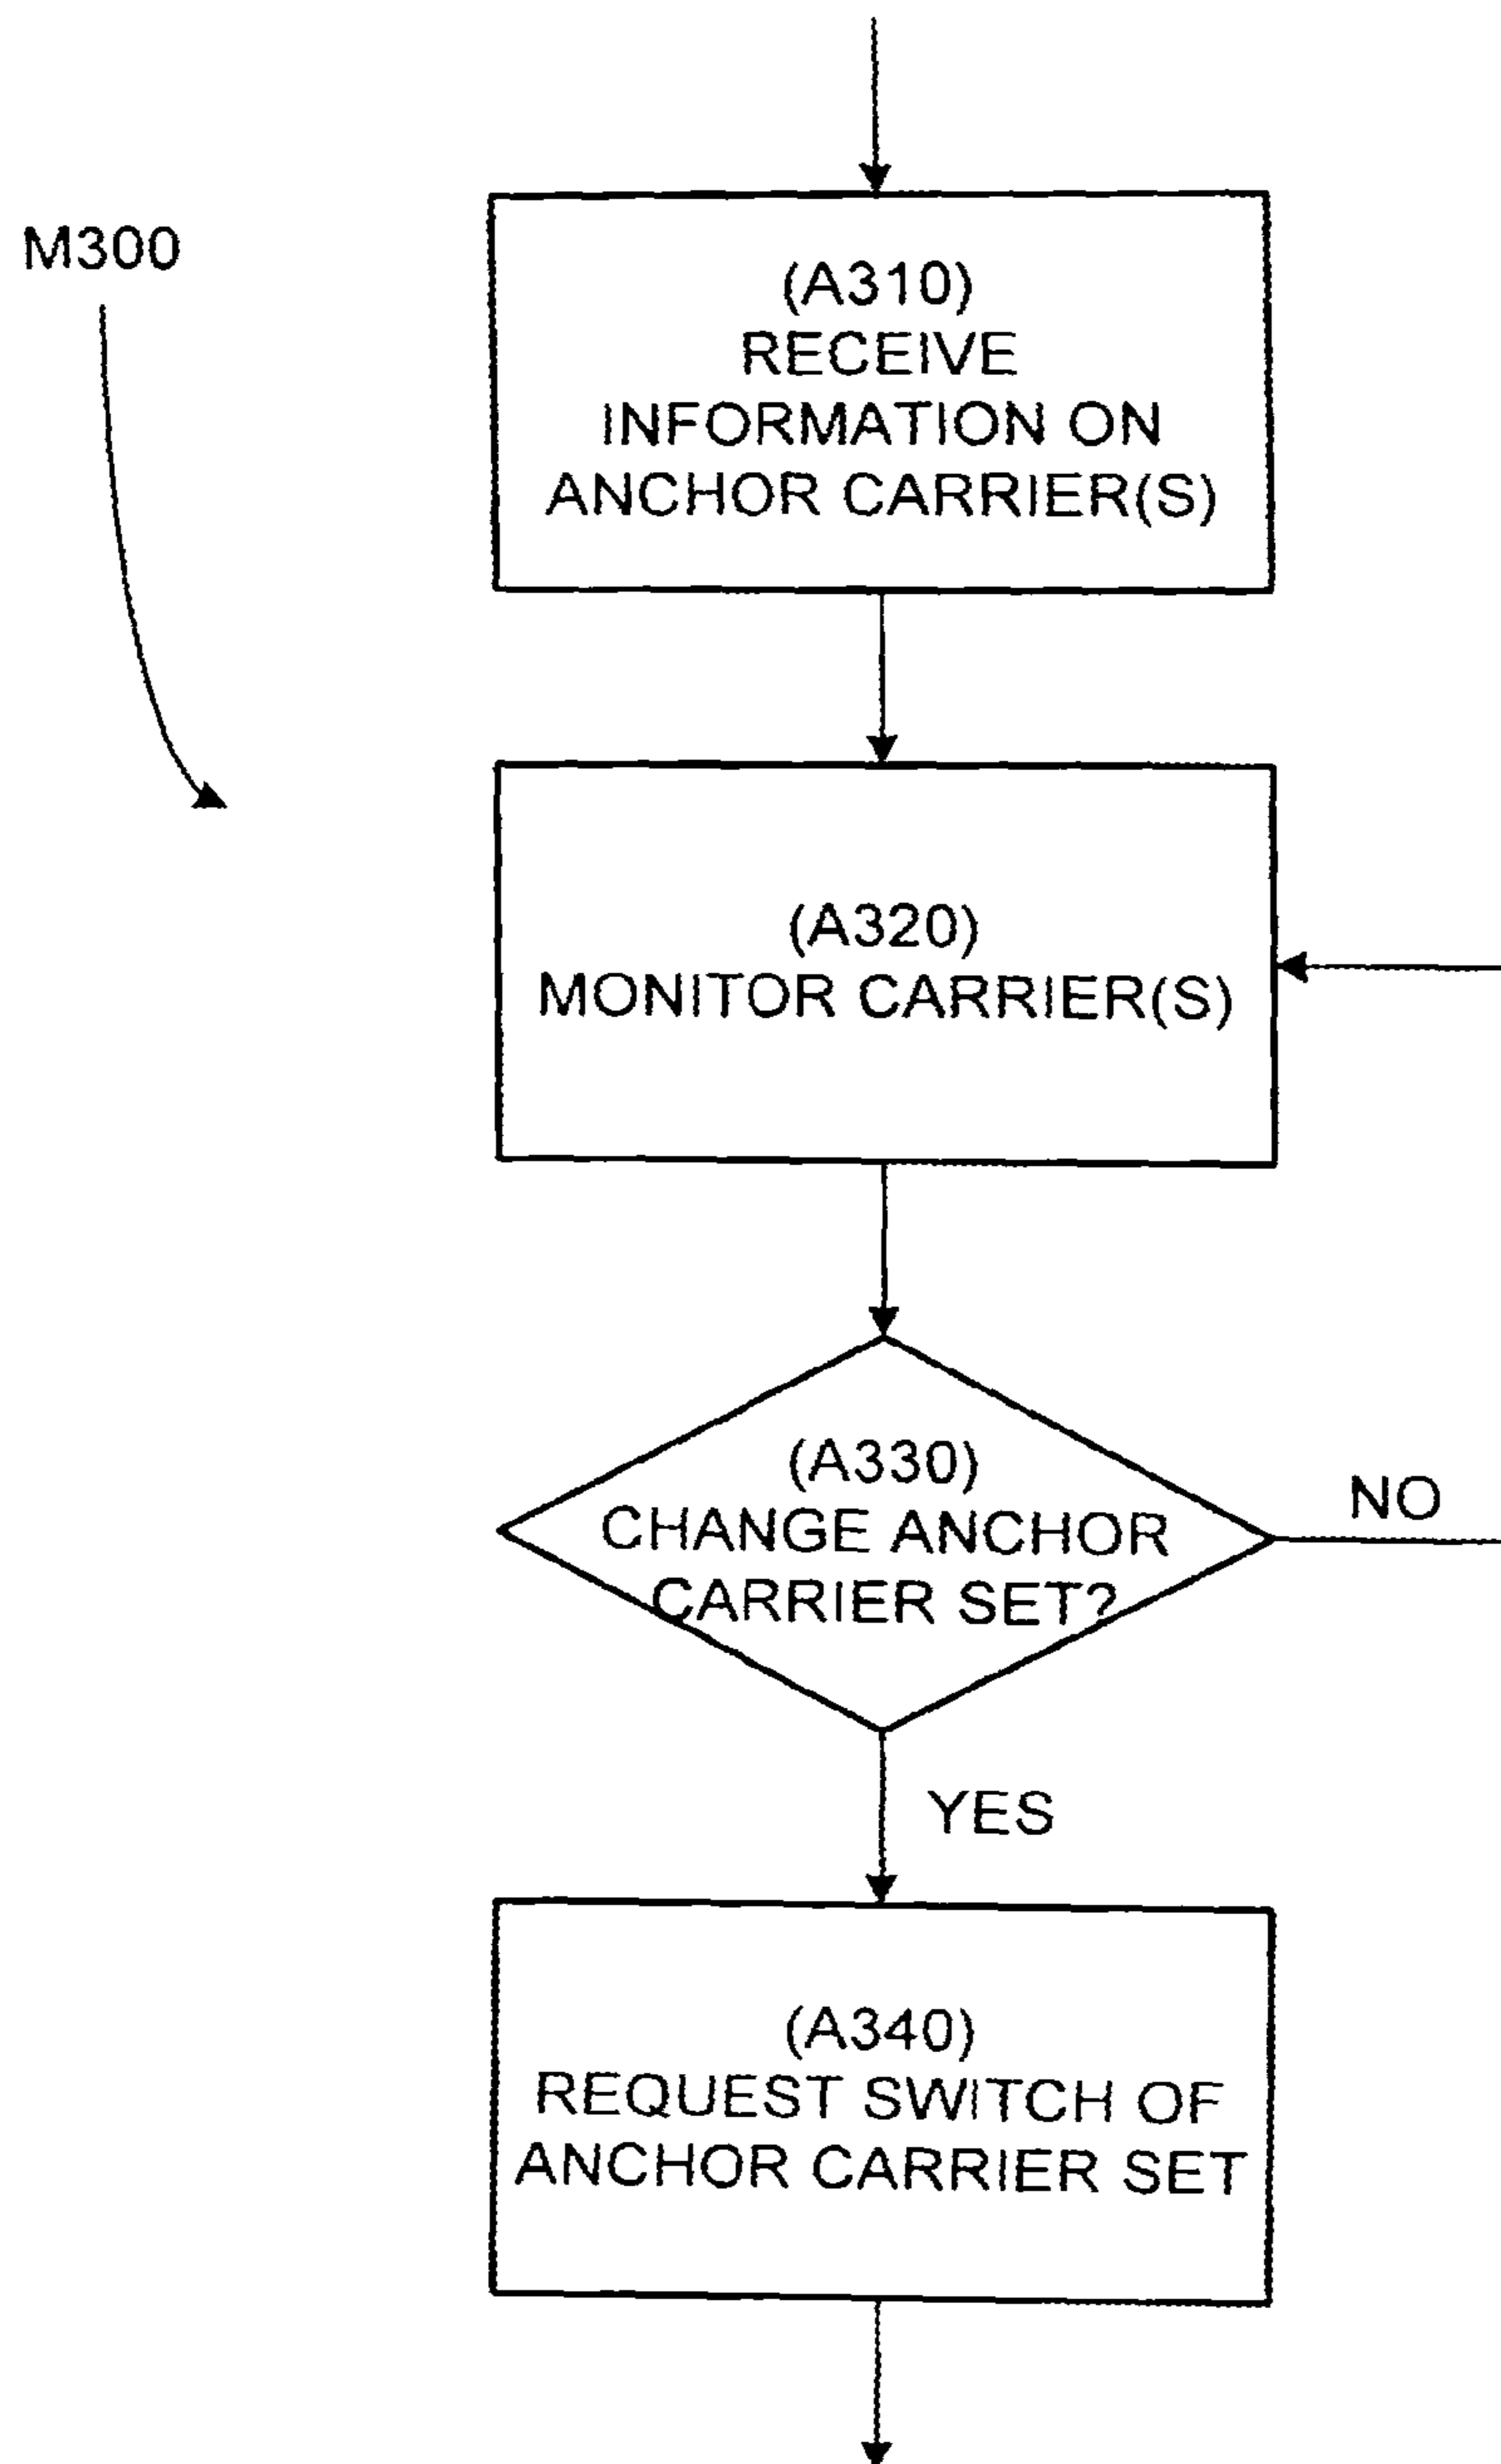 M300
(A310)
RECEIVE
INFORMATION ON
ANCHOR CARRIER(S)
(A320)
MONITOR CARRIER(S)
(A330)
CHANGE ANCHOR
CARRIER SET?
NO
YES
(A340)
REQUEST SWITCH OF
ANCHOR CARRIER SET